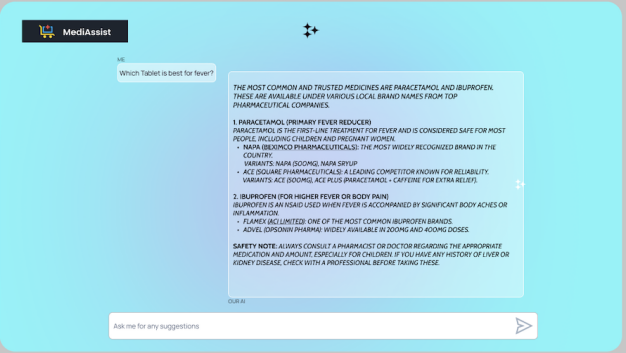 MediAssist
ME
Which Tablet is best for fever?
THE MOST COMMON AND TRUSTED MEDICINES ARE PARACETAMOL AND IBUPROFEN.
THESE ARE AVAILABLE UNDER VARIOUS LOCAL BRAND NAMES FROM TOP
PHARMACEUTICAL COMPANIES.
1. PARACETAMOL (PRIMARY FEVER REDUCER)
PARACETAMOL IS THE FIRST-LINE TREATMENT FOR FEVER AND IS CONSIDERED SAFE FOR MOST
PEOPLE, INCLUDING CHILDREN AND PREGNANT WOMEN.
• NAPA (BEXIMCO PHARMACEUTICALS): THE MOST WIDELY RECOGNIZED BRAND IN THE
COUNTRY.
VARIANTS: NAPA (500MG), NAPA SRYUP
• ACE (SQUARE PHARMACEUTICALS): A LEADING COMPETITOR KNOWN FOR RELIABILITY.
VARIANTS: ACE (500MG), ACE PLUS (PARACETAMOL + CAFFEINE FOR EXTRA RELIEF).
2. IBUPROFEN (FOR HIGHER FEVER OR BODY PAIN)
IBUPROFEN IS AN NSAID USED WHEN FEVER IS ACCOMPANIED BY SIGNIFICANT BODY ACHES OR
INFLAMMATION.
• FLAMEX (ACI LIMITED): ONE OF THE MOST COMMON IBUPROFEN BRANDS.
• ADVEL (OPSONIN PHARMA): WIDELY AVAILABLE IN 200MG AND 400MG DOSES.
SAFETY NOTE: ALWAYS CONSULT A PHARMACIST OR DOCTOR REGARDING THE APPROPRIATE
MEDICATION AND AMOUNT, ESPECIALLY FOR CHILDREN. IF YOU HAVE ANY HISTORY OF LIVER OR
KIDNEY DISEASE, CHECK WITH A PROFESSIONAL BEFORE TAKING THESE.
OUR AI
Ask me for any suggestions